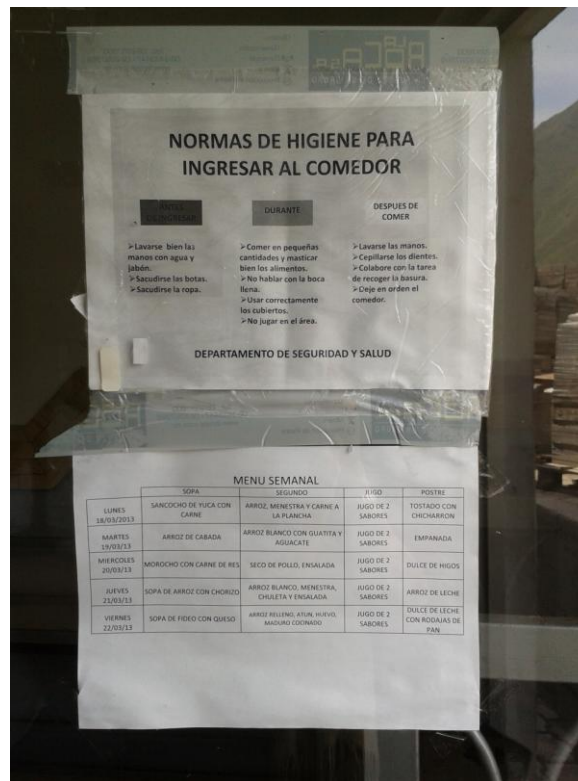 NORMAS DE HIGIENE PARA
INGRESAR AL COMEDOR
ANTES
DE INGRESAR
➤Lavarse bien las
manos con agua y
jabón.
➤Sacudirse las botas.
➤Sacudirse la ropa.
DURANTE
➤Comer en pequeñas
cantidades y masticar
bien los alimentos.
➤No hablar con la boca
llena.
➤Usar correctamente
los cubiertos.
➤No jugar en el área.
DESPUES DE
COMER
➤Lavarse las manos.
➤Cepillarse los dientes.
➤Colabore con la tarea
de recoger la basura.
➤Deje en orden el
comedor.
DEPARTAMENTO DE SEGURIDAD Y SALUD
MENU SEMANAL
SOPA SEGUNDO JUGO POSTRE
LUNES
18/03/2013
SANCOCHO DE YUCA CON
CARNE
ARROZ, MENESTRA Y CARNE A
LA PLANCHA
JUGO DE 2
SABORES
TOSTADO CON
CHICHARRON
MARTES
19/03/13
ARROZ DE CABADA
ARROZ BLANCO CON GUATITA Y
AGUACATE
JUGO DE 2
SABORES
EMPANADA
MIERCOLES
20/03/13
MOROCHO CON CARNE DE RES
SECO DE POLLO, ENSALADA
JUGO DE 2
SABORES
DULCE DE HIGOS
JUEVES
21/03/13
SOPA DE ARROZ CON CHORIZO
ARROZ BLANCO, MENESTRA,
CHULETA Y ENSALADA
JUGO DE 2
SABORES
ARROZ DE LECHE
VIERNES
22/03/13
SOPA DE FIDEO CON QUESO
ARROZ RELLENO, ATUN, HUEVO,
MADURO COCINADO
JUGO DE 2
SABORES
DULCE DE LECHE
CON RODAJAS DE
PAN